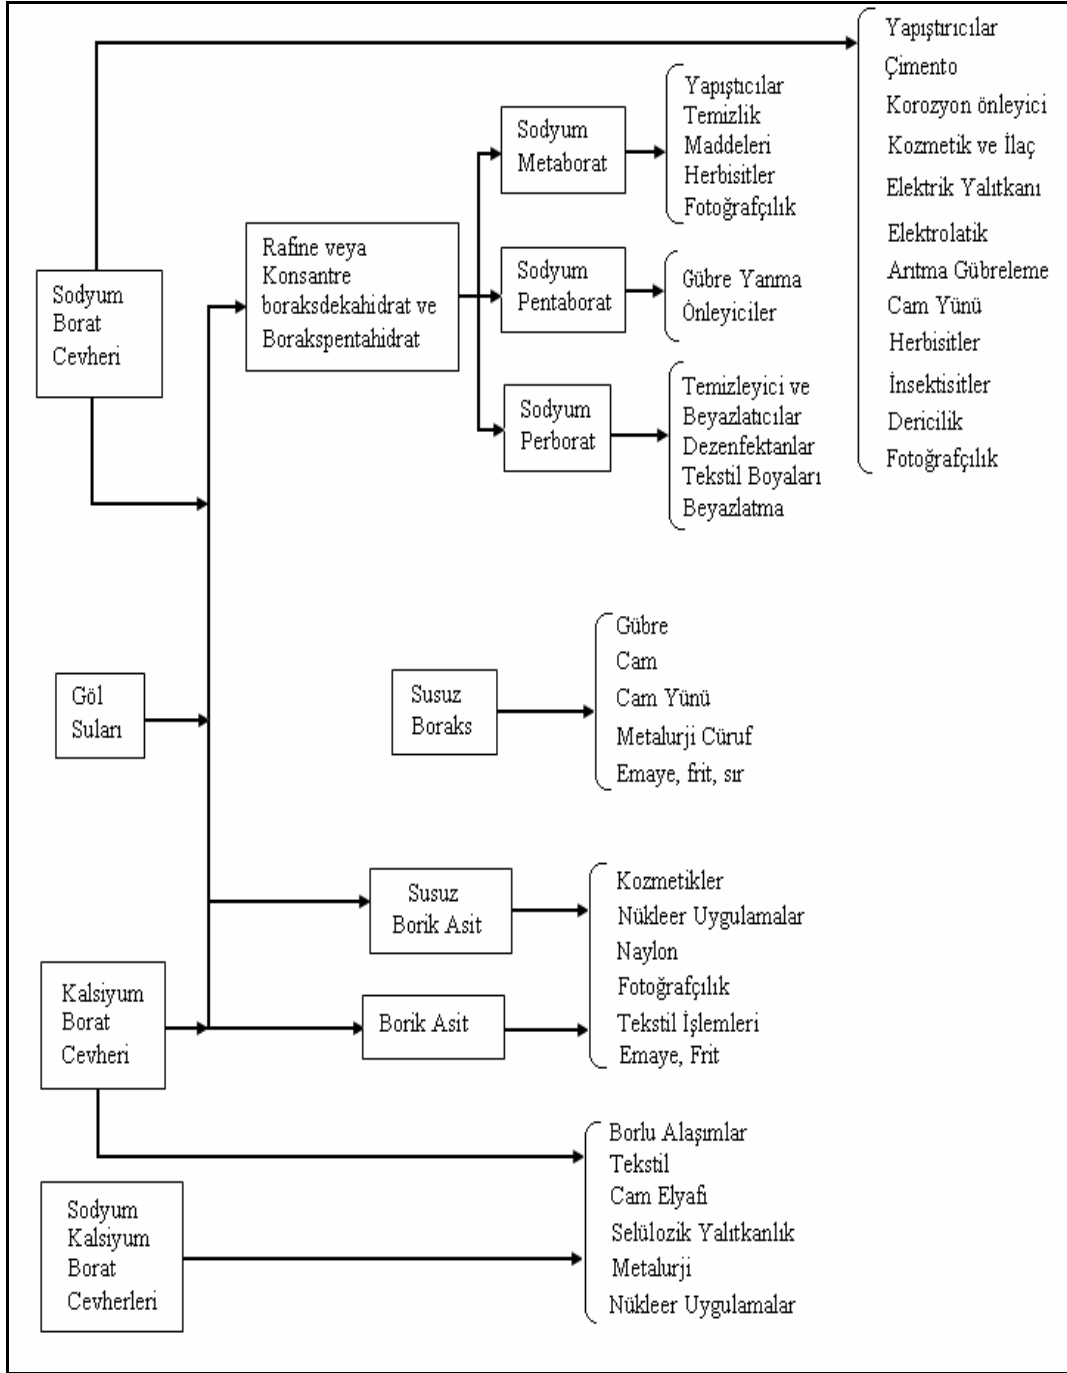 Sodyum
Borat
Cevheri
Göl
Suları
Kalsiyum
Borat
Cevheri
Sodyum
Kalsiyum
Borat
Cevherleri
Rafine veya
Konsantre
boraksdekahidrat ve
Borakspentahidrat
Sodyum
Metaborat
Sodyum
Pentaborat
Sodyum
Perborat
Yapıştıcılar
Temizlik
Maddeleri
Herbisitler
Fotoğrafçılık
Gübre Yanma
Önleyiciler
Temizleyici ve
Beyazlatıcılar
Dezenfektanlar
Tekstil Boyaları
Beyazlatma
Yapıştırıcılar
Çimento
Korozyon önleyici
Kozmetik ve İlaç
Elektrik Yalıtkanı
Elektrolatik
Arıtma Gübreleme
Cam Yünü
Herbisitler
İnsektisitler
Dericilik
Fotoğrafçılık
Susuz
Boraks
Gübre
Cam
Cam Yünü
Metalurji Cüruf
Emaye, frit, sır
Susuz
Borik Asit
Borik Asit
Kozmetikler
Nükleer Uygulamalar
Naylon
Fotoğrafçılık
Tekstil İşlemleri
Emaye, Frit
Borlu Alaşımlar
Tekstil
Cam Elyafı
Selülozik Yalıtkanlık
Metalurji
Nükleer Uygulamalar